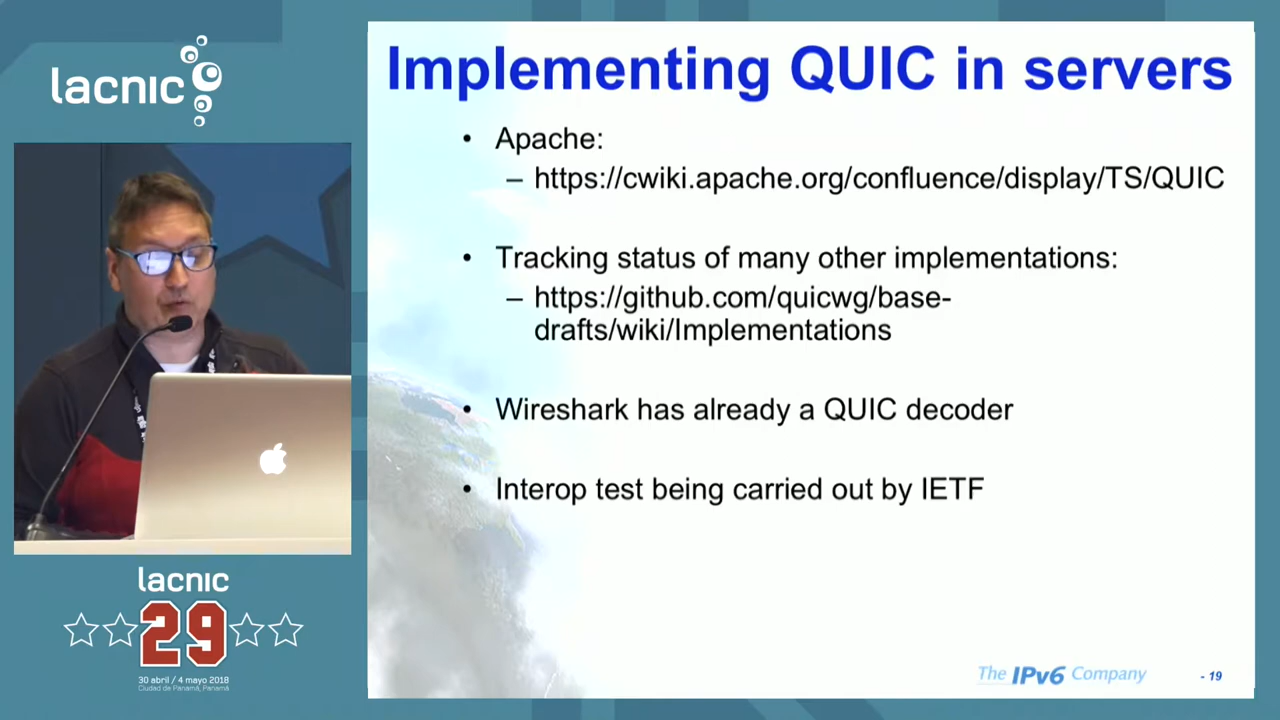 lacnic
Implementing QUIC in servers
• Apache:
– https://cwiki.apache.org/confluence/display/TS/QUIC
• Tracking status of many other implementations:
– https://github.com/quicwg/base-
drafts/wiki/Implementations
• Wireshark has already a QUIC decoder
• Interop test being carried out by IETF
lacnic
29
30 abril / 4 mayo 2018
Ciudad de Panamá, Panamá
The IPv6 Company
- 19